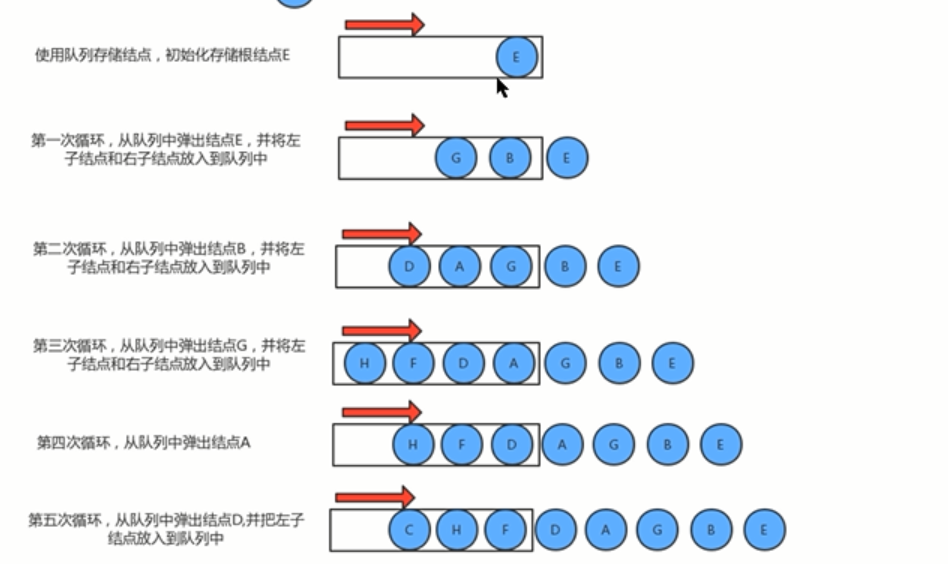 使用队列存储结点，初始化存储根结点E
E
第一次循环，从队列中弹出结点E，并将左
子结点和右子结点放入到队列中
G B E
第二次循环，从队列中弹出结点B，并将左
子结点和右子结点放入到队列中
D A G B E
第三次循环，从队列中弹出结点G，并将左
子结点和右子结点放入到队列中
H F D A G B E
第四次循环，从队列中弹出结点A
H F D A G B E
第五次循环，从队列中弹出结点D,并把左子
结点放入到队列中
C H F D A G B E